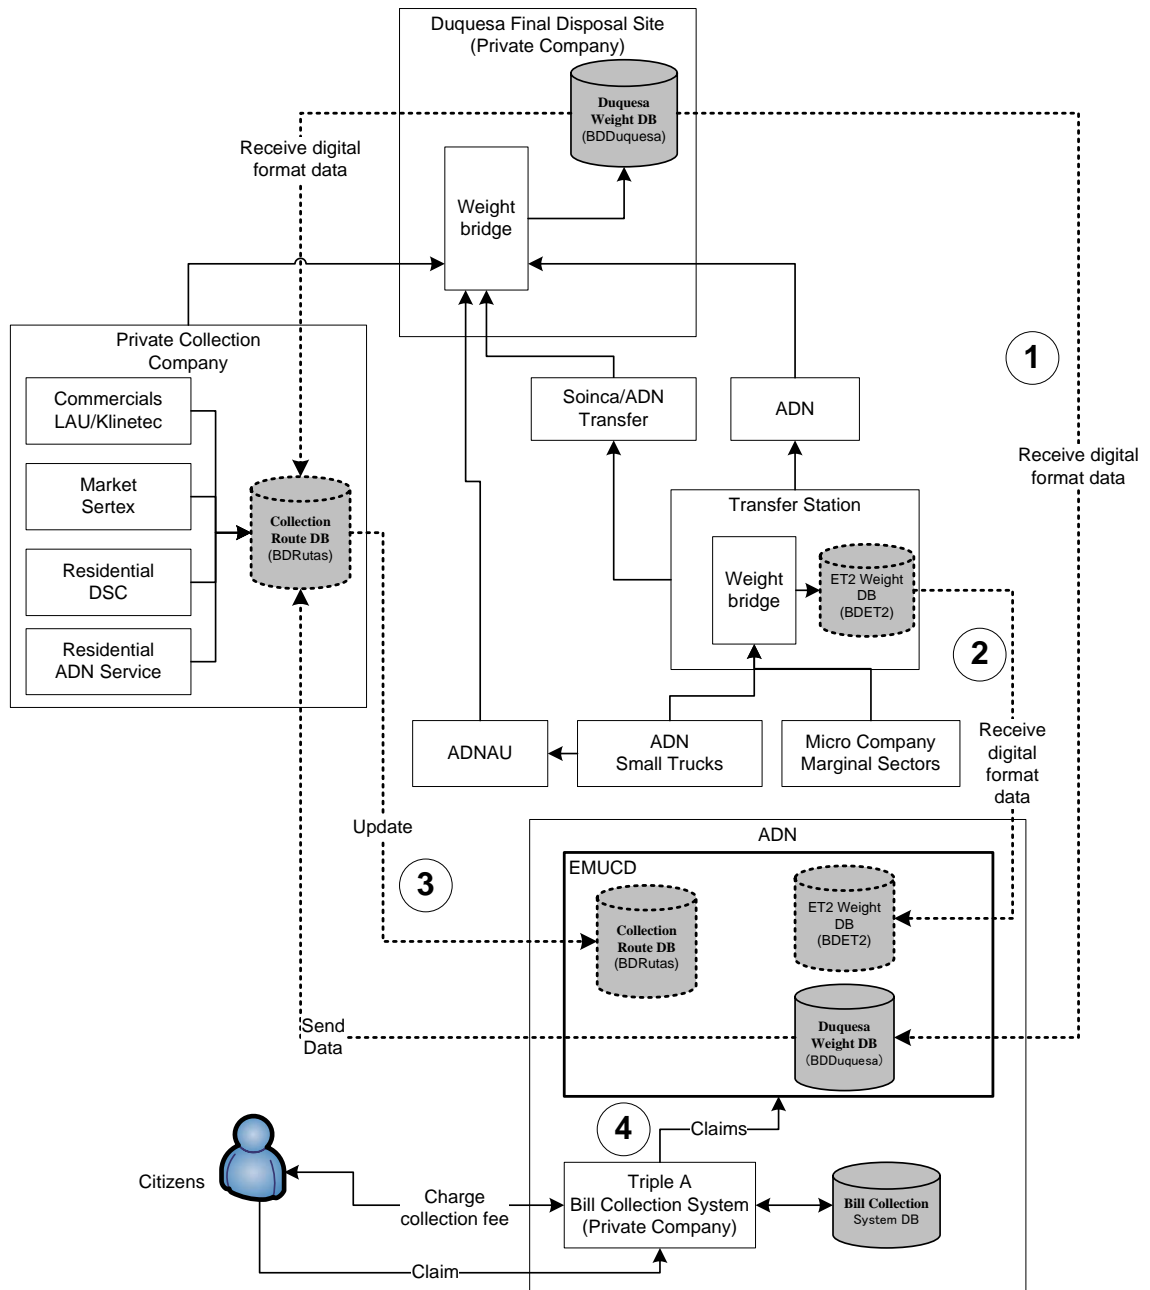 Duquesa Final Disposal Site
(Private Company)
Duquesa
Weight DB
(BDDuquesa)
Receive digital
format data
Weight
bridge
Private Collection
Company
1
Commercials
LAU/Klinetec
Soinca/ADN
Transfer
ADN
Receive digital
format data
Market
Sertex
Transfer Station
Collection
Route DB
(BDRutas)
Residential
DSC
Weight
bridge
ET2 Weight
DB
(BDET2)
Residential
ADN Service
2
ADNAU
ADN
Small Trucks
Micro Company
Marginal Sectors
Receive
digital
format
data
Update
ADN
EMUCD
3
ET2 Weight
DB
(BDET2)
Collection
Route DB
(BDRutas)
Send
Data
Duquesa
Weight DB
(BDDuquesa)
4
Claims
Citizens
Charge
collection fee
Triple A
Bill Collection System
(Private Company)
Bill Collection
System DB
Claim